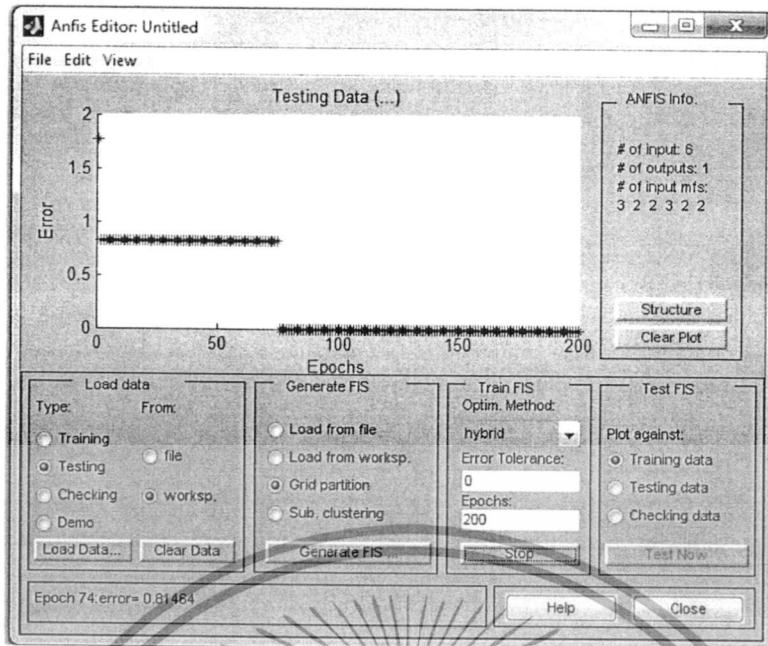 Anfis Editor: Untitled
File Edit View
Testing Data (...)
2
1.5
1
0.5
0
Error
0 50 100 150 200
Epochs
ANFIS Info.
# of input: 6
# of outputs: 1
# of input mfs:
3 2 2 3 2 2
Structure
Clear Plot
Load data
Type: From:
Training
Testing
Checking
Demo
file
worksp.
Load Data... Clear Data
Generate FIS
Load from file
Load from worksp.
Grid partition
Sub. clustering
Generate FIS ...
Train FIS
Optim. Method:
hybrid
Error Tolerance:
0
Epochs:
200
Stop
Test FIS
Plot against:
Training data
Testing data
Checking data
Test Now
Epoch 74:error= 0.81464
Help Close